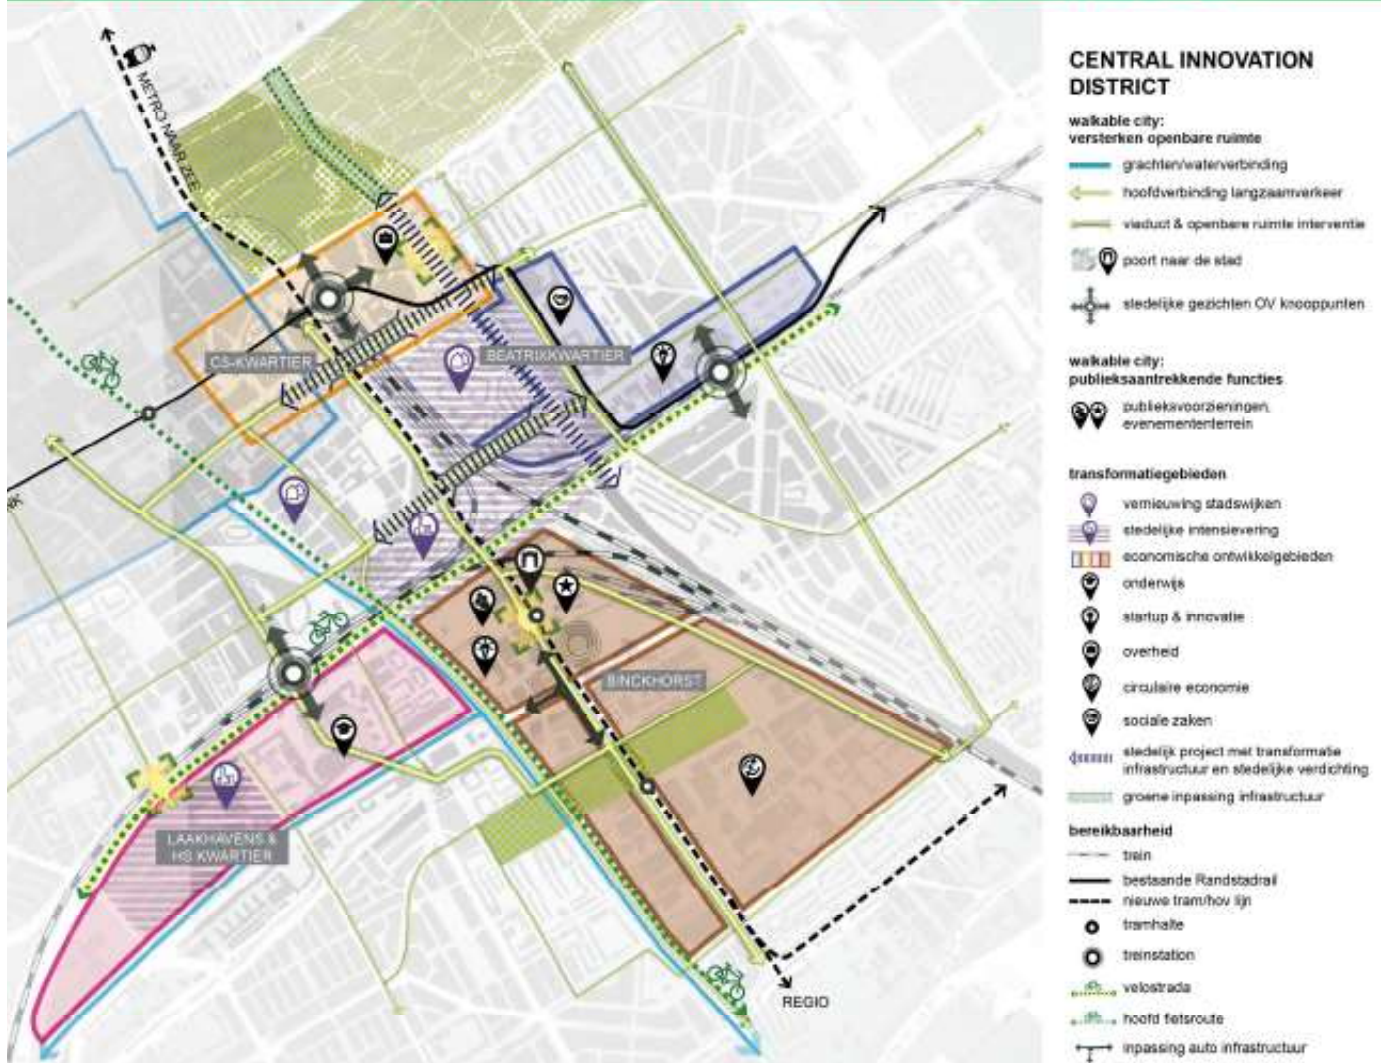 METRO NAAR ZEE
CS-KWARTIER
BEATRIXKWARTIER
BINCKHORST
LAAKHAVENS &
HS KWARTIER
REGIO
CENTRAL INNOVATION
DISTRICT
walkable city:
versterken openbare ruimte
grachten/waterverbinding
hoofdverbinding langzaamverkeer
viaduct & openbare ruimte interventie
poort naar de stad
stedelijke gezichten OV knooppunten
walkable city:
publieksaantrekkende functies
publieksvoorzieningen,
evenemententerrein
transformatiegebieden
vernieuwing stadswijken
stedelijke intensievering
economische ontwikkelgebieden
onderwijs
startup & innovatie
overheid
circulaire economie
sociale zaken
stedelijk project met transformatie
infrastructuur en stedelijke verdichting
groene inpassing infrastructuur
bereikbaarheid
trein
bestaande Randstadrail
nieuwe tram/hov lijn
tramhalte
treinstation
velostrada
hoofd fietsroute
inpassing auto infrastructuur